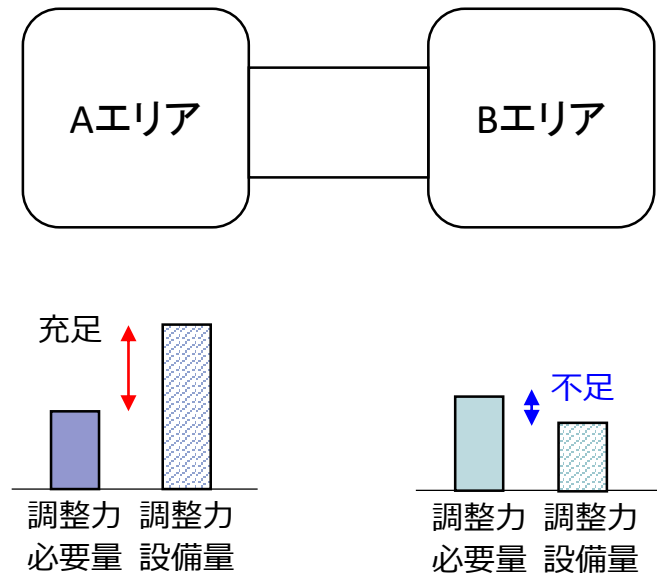 Aエリア
Bエリア
充足
不足
調整力 調整力
必要量 設備量
調整力 調整力
必要量 設備量